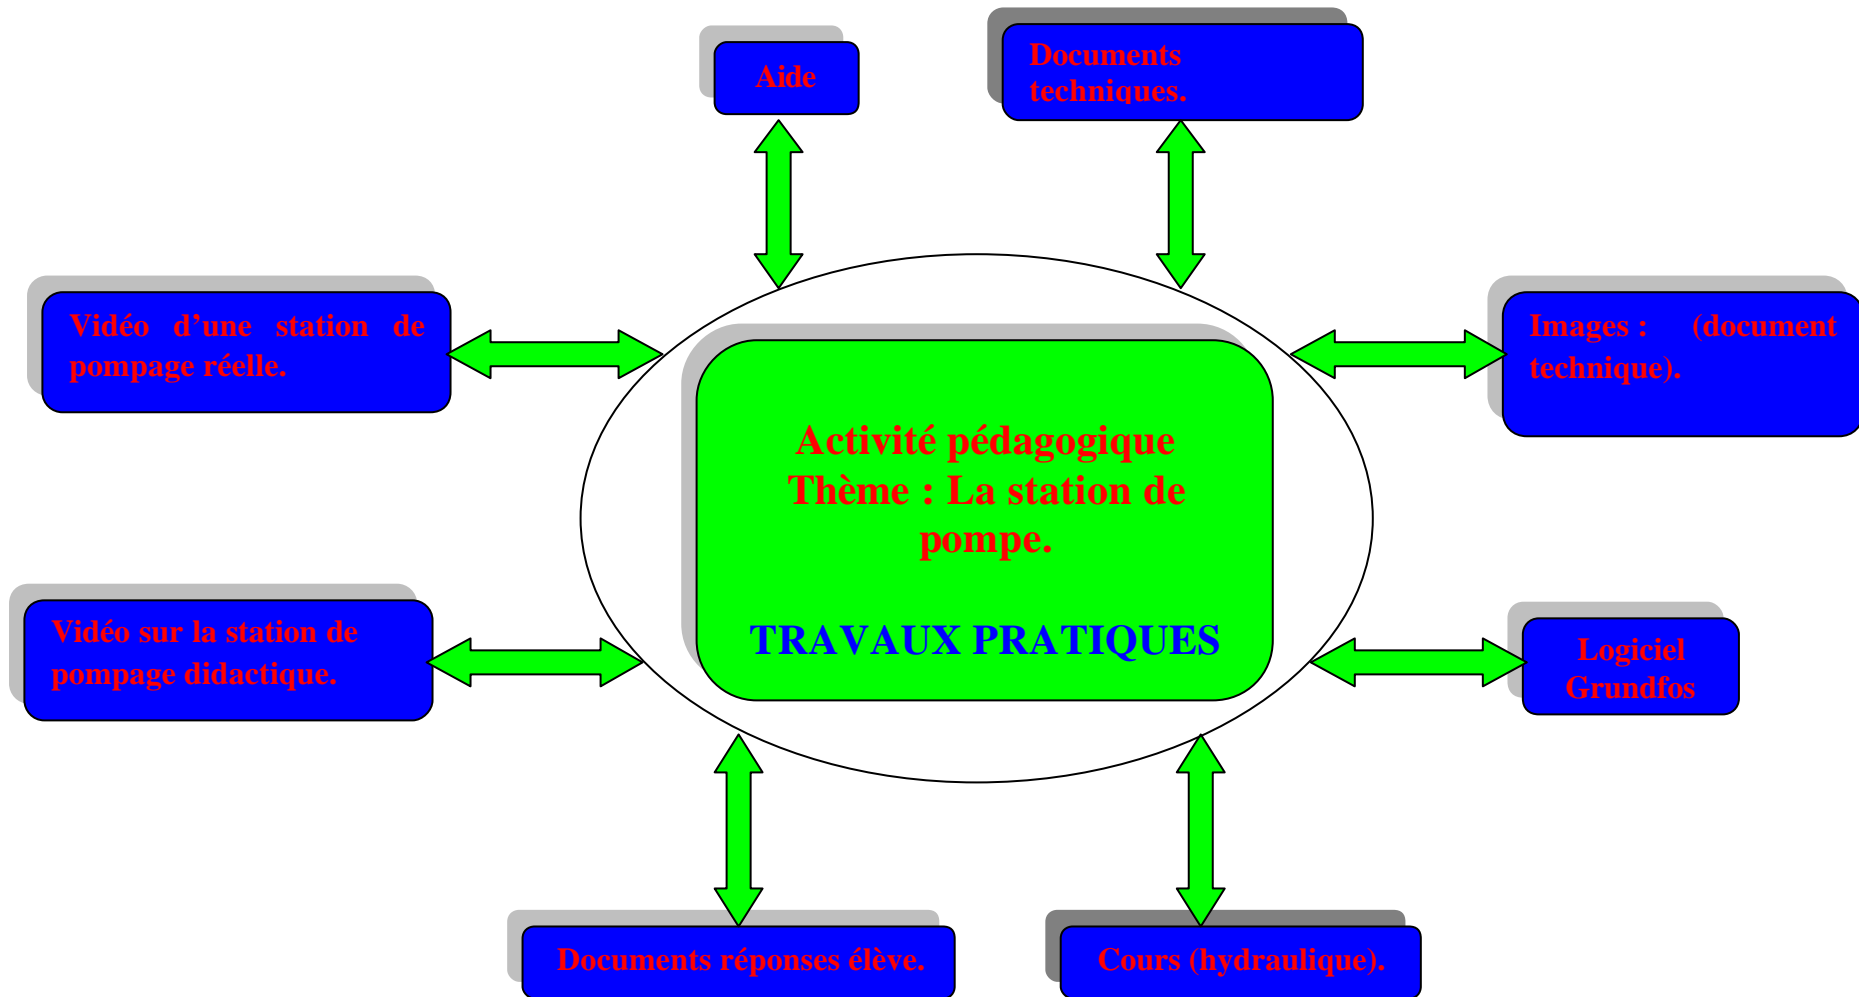 Aide
Documents
techniques.
Vidéo d'une station de
pompage réelle.
Images : (document
technique).
Activité pédagogique
Thème : La station de
pompe.
TRAVAUX PRATIQUES
Vidéo sur la station de
pompage didactique.
Logiciel
Grundfos
Documents réponses élève.
Cours (hydraulique).